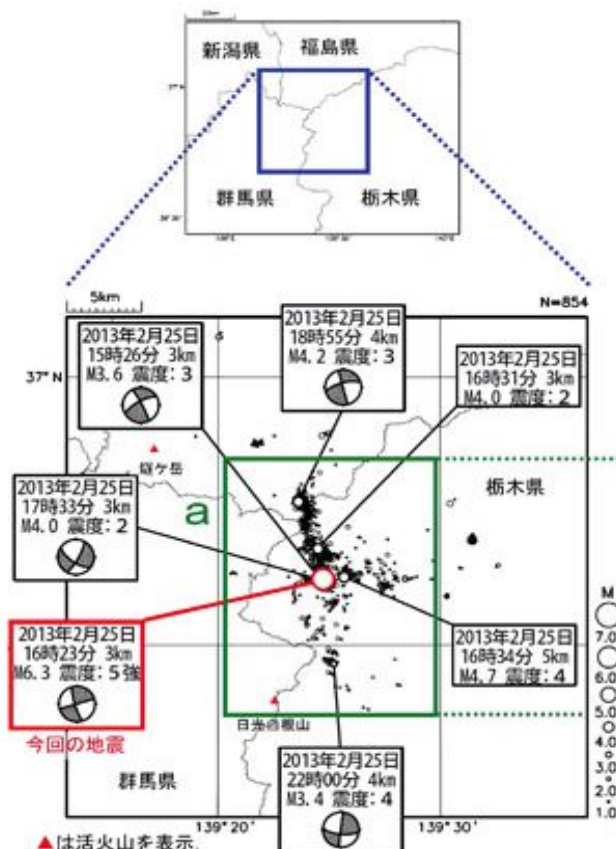 新潟県
福島県
37°N
群馬県
栃木県
5km
N=854
2013年2月25日
15時26分 3km
M3.6 震度:3
2013年2月25日
18時55分 4km
M4.2 震度:3
2013年2月25日
16時31分 3km
M4.0 震度:2
37° N
燧ケ岳
a
栃木県
2013年2月25日
17時33分 3km
M4.0 震度:2
M
7.0
6.0
5.0
4.0
3.0
2.0
1.0
2013年2月25日
16時23分 3km
M6.3 震度:5強
今回の地震
2013年2月25日
16時34分 5km
M4.7 震度:4
日光白根山
群馬県
2013年2月25日
22時00分 4km
M3.4 震度:4
139° 20'
139° 30'
▲は活火山を表示.